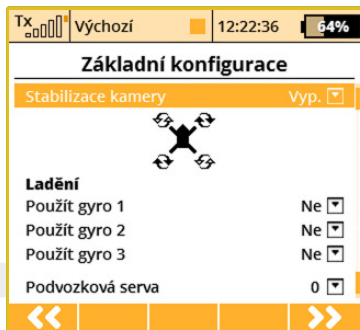 Tx Výchozí 12:22:36 64%
Základní konfigurace
Stabilizace kamery Vyp.
Ladění
Použít gyro 1 Ne
Použít gyro 2 Ne
Použít gyro 3 Ne
Podvozková serva 0